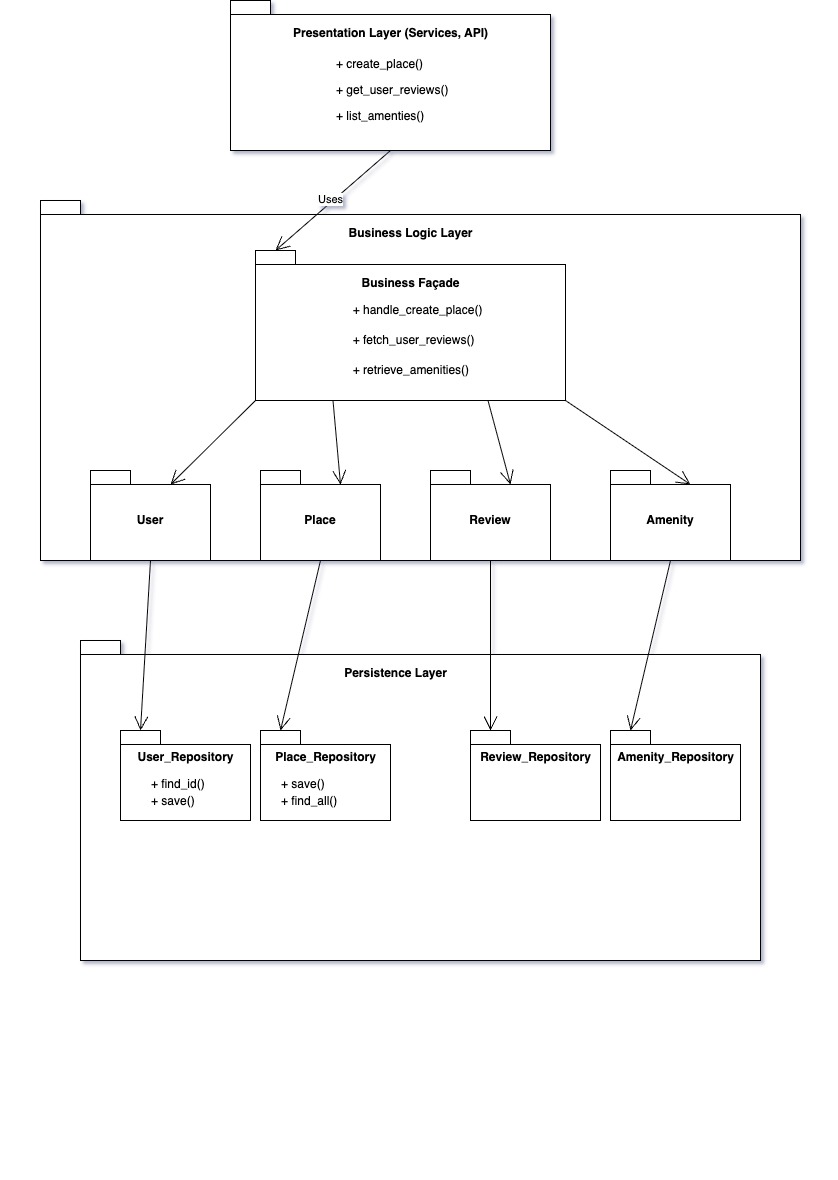 Presentation Layer (Services, API)
+ create_place()
+ get_user_reviews()
+ list_amenties()
Uses
Business Logic Layer
Business Façade
+ handle_create_place()
+ fetch_user_reviews()
+ retrieve_amenities()
User
Place
Review
Amenity
Persistence Layer
User_Repository
+ find_id()
+ save()
Place_Repository
+ save()
+ find_all()
Review_Repository
Amenity_Repository